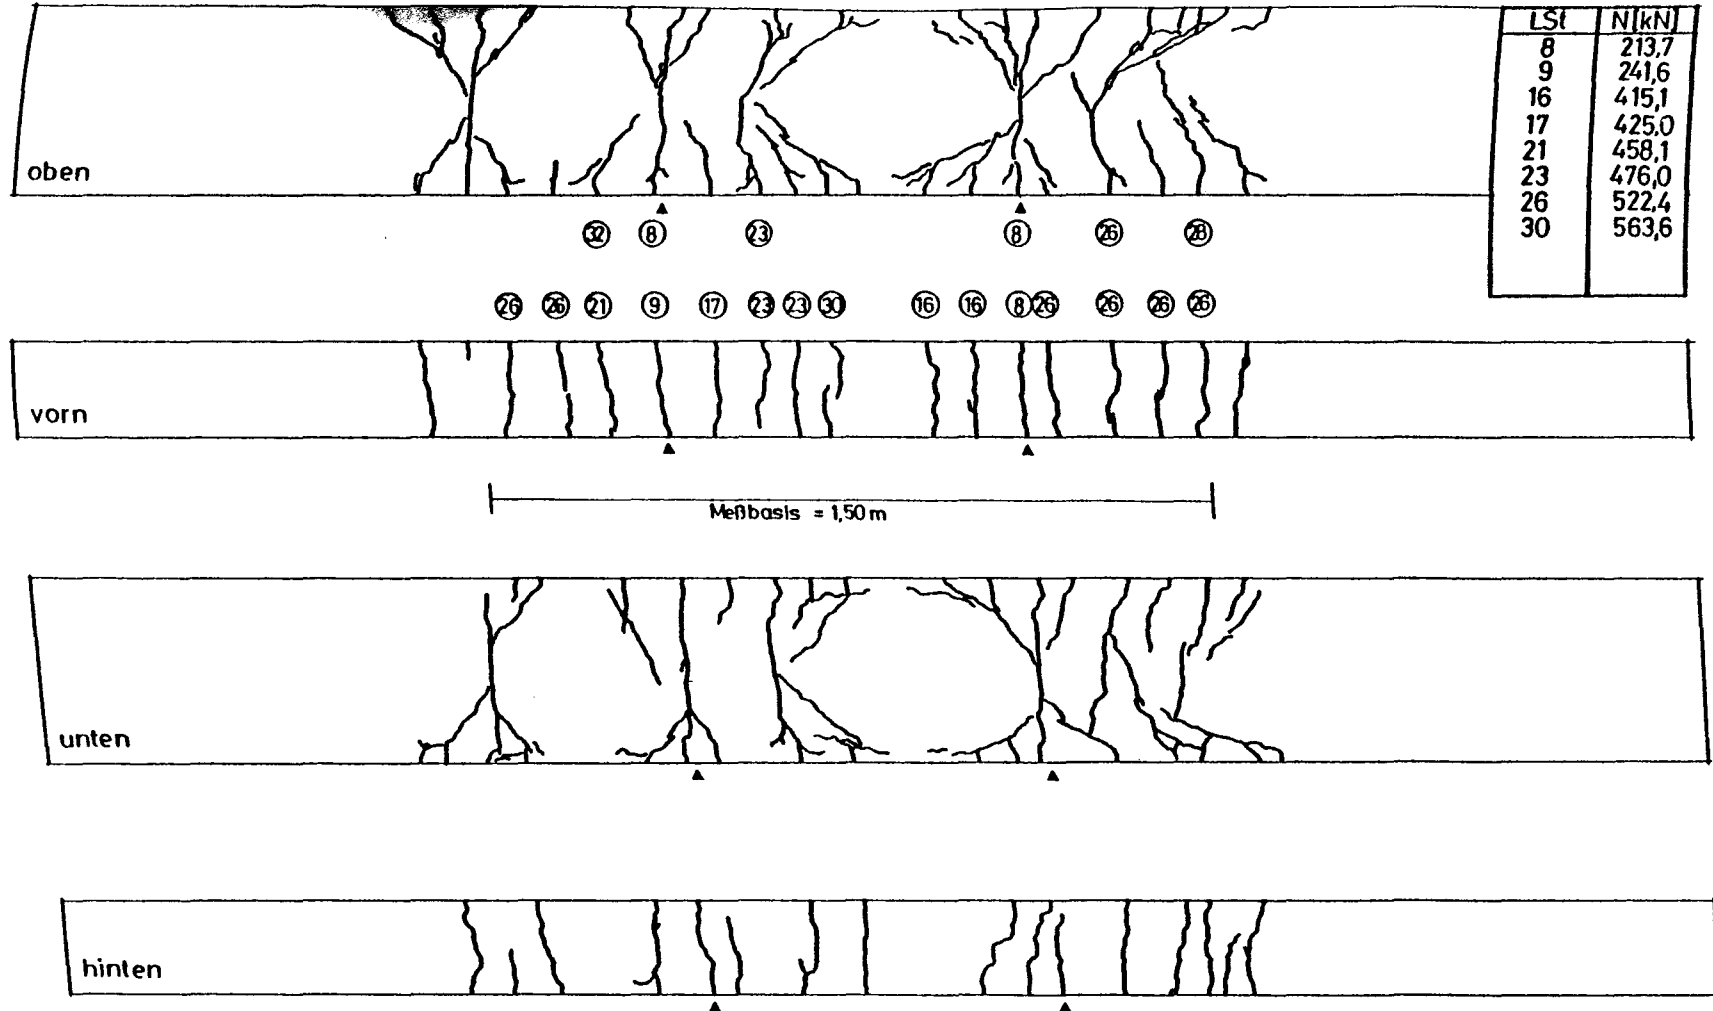 LSt N[kN]
8 213,7
9 241,6
16 415,1
17 425,0
21 458,1
23 476,0
26 522,4
30 563,6
oben
32 8 23 8 26 28
26 26 21 9 17 23 23 30 16 16 8 26 26 26 26
vorn
Meßbasis = 1,50 m
unten
hinten